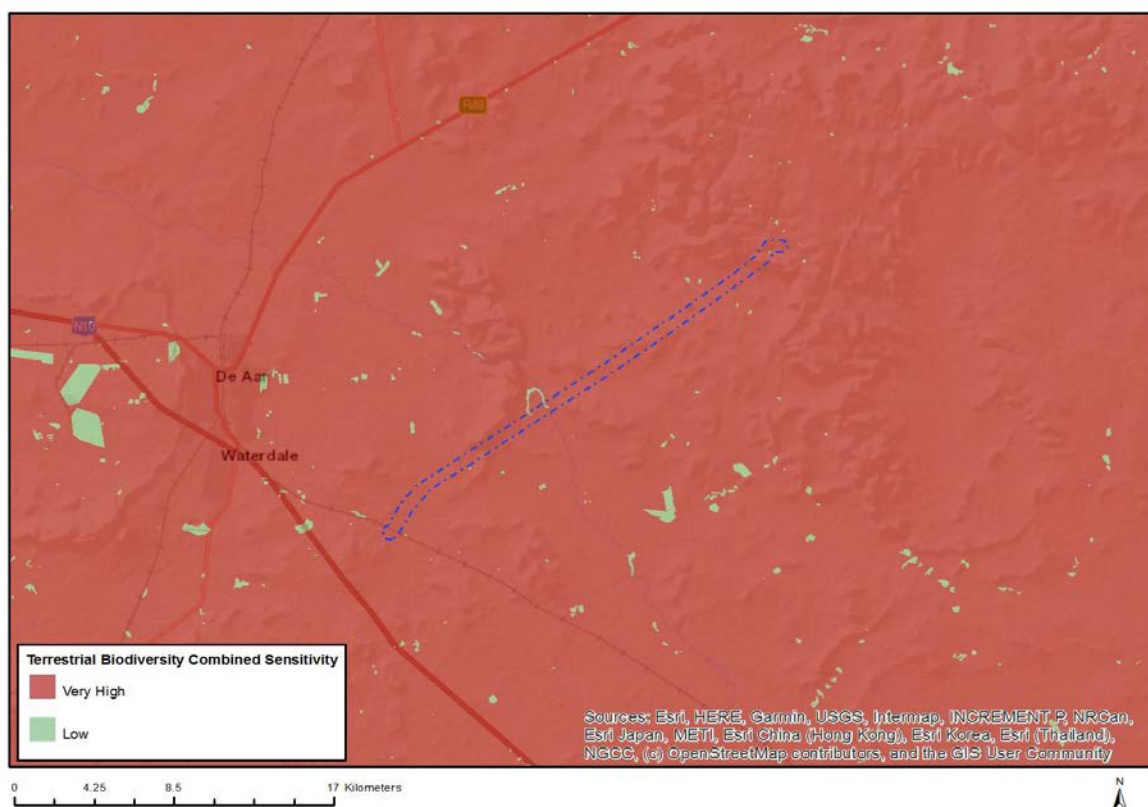 R48
N10
De Aar
Waterdale
Terrestrial Biodiversity Combined Sensitivity
Very High
Low
Sources: Esri, HERE, Garmin, USGS, Intermap, INCREMENT P, NRCan,
Esri Japan, METI, Esri China (Hong Kong), Esri Korea, Esri (Thailand),
NGCC, (c) OpenStreetMap contributors, and the GIS User Community
0 4.25 8.5 17 Kilometers
N